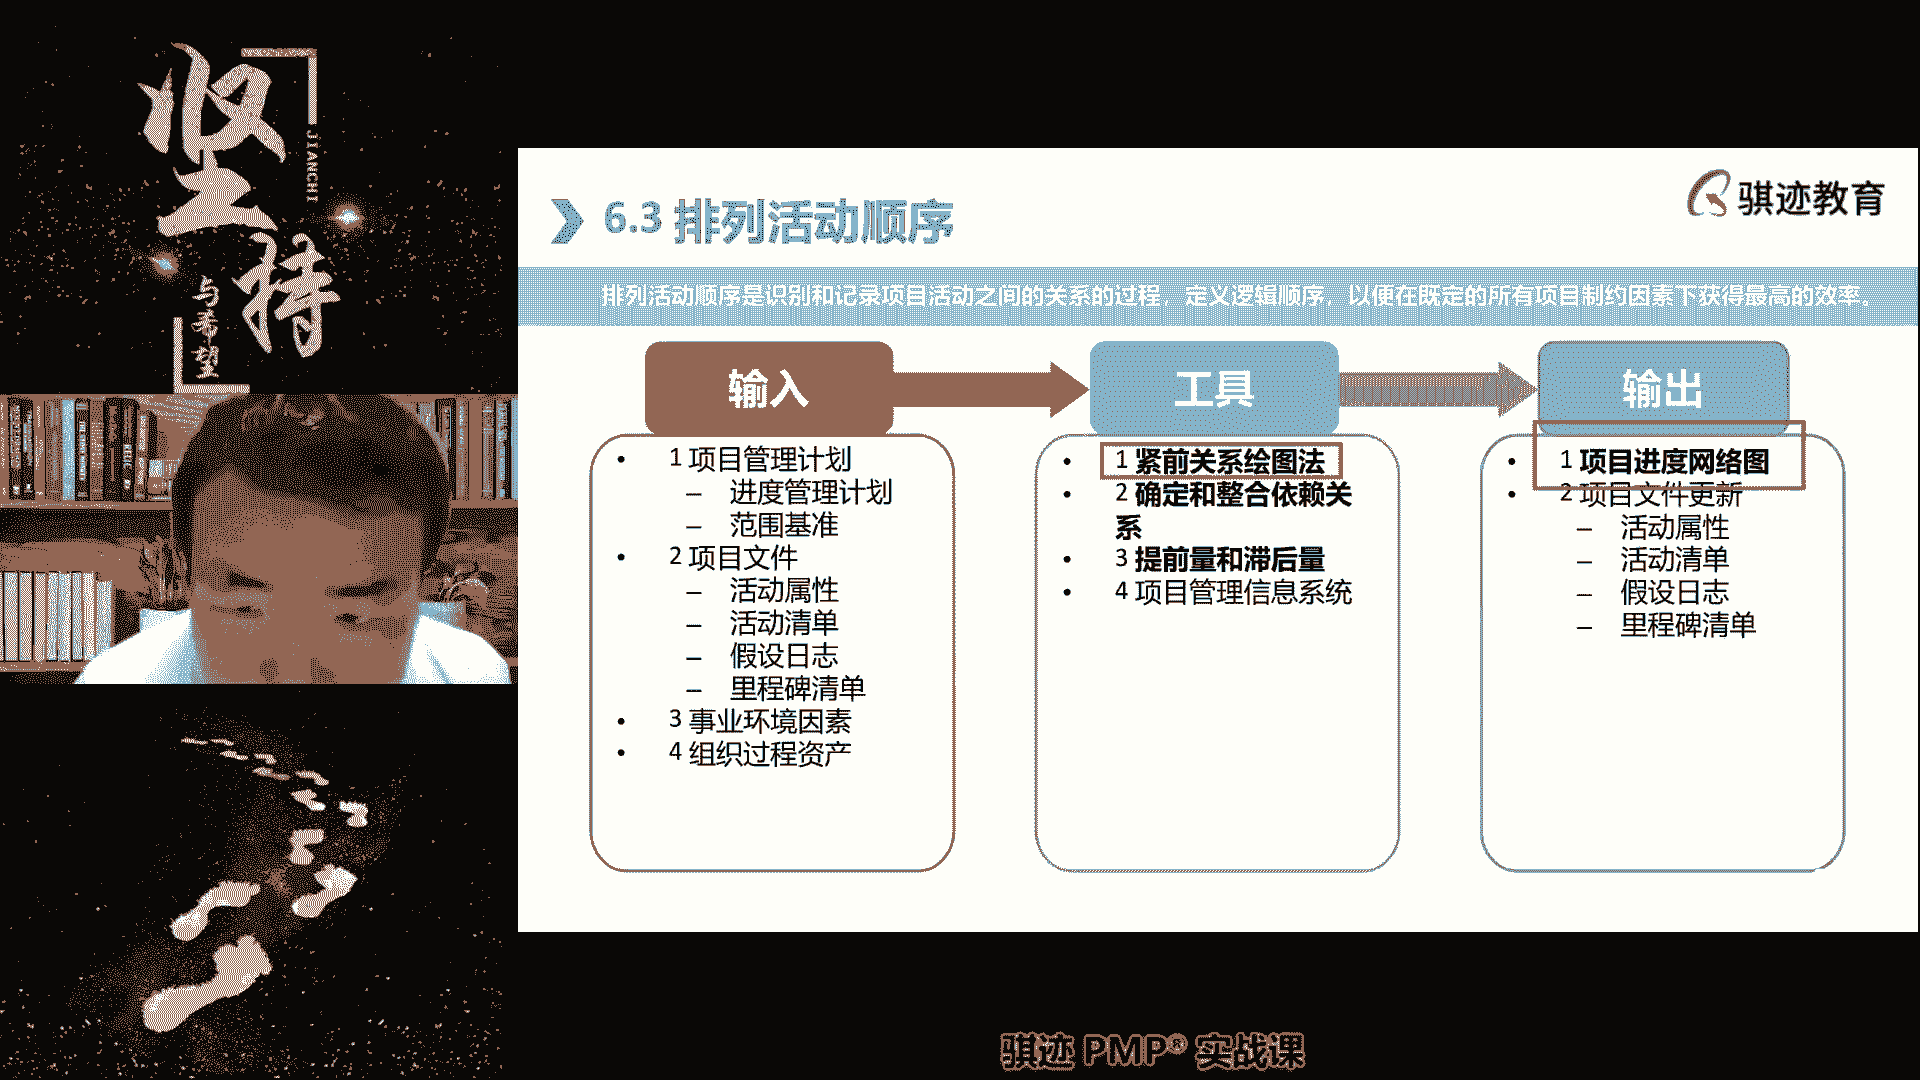 坚持
JIANCHI
与希望
骐迹教育
6.3 排列活动顺序
排列活动顺序是识别和记录项目活动之间的关系的过程，定义逻辑顺序，以便在既定的所有项目制约因素下获得最高的效率。
输入
• 1 项目管理计划
– 进度管理计划
– 范围基准
• 2 项目文件
– 活动属性
– 活动清单
– 假设日志
– 里程碑清单
• 3 事业环境因素
• 4 组织过程资产
工具
• 1 紧前关系绘图法
• 2 确定和整合依赖关
系
• 3 提前量和滞后量
• 4 项目管理信息系统
输出
• 1 项目进度网络图
• 2 项目文件更新
– 活动属性
– 活动清单
– 假设日志
– 里程碑清单
骐迹 PMP® 实战课